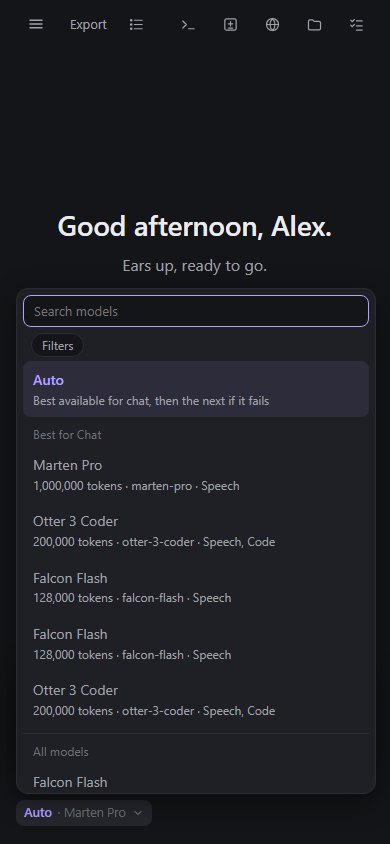 Export
Good afternoon, Alex.
Ears up, ready to go.
Search models
Filters
Auto
Best available for chat, then the next if it fails
Best for Chat
Marten Pro
1,000,000 tokens · marten-pro · Speech
Otter 3 Coder
200,000 tokens · otter-3-coder · Speech, Code
Falcon Flash
128,000 tokens · falcon-flash · Speech
Falcon Flash
128,000 tokens · falcon-flash · Speech
Otter 3 Coder
200,000 tokens · otter-3-coder · Speech, Code
All models
Falcon Flash
Auto · Marten Pro